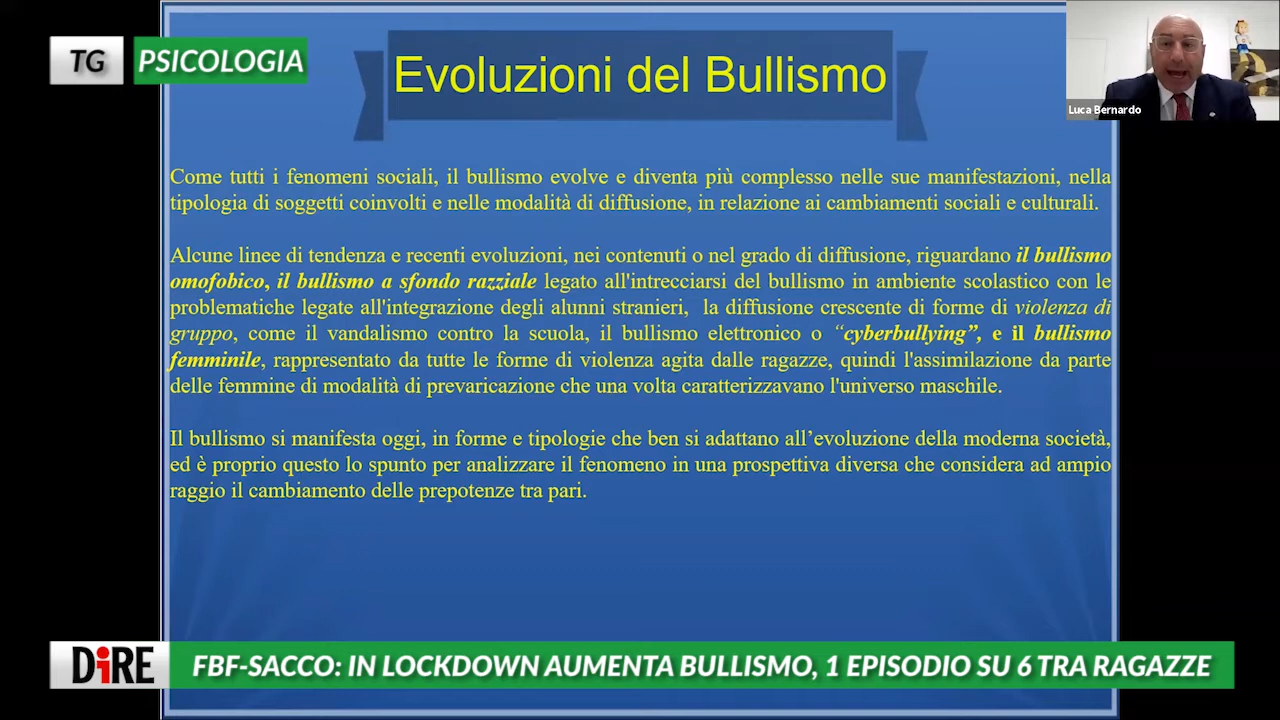 TG PSICOLOGIA
Evoluzioni del Bullismo
Luca Bernardo
Come tutti i fenomeni sociali, il bullismo evolve e diventa più complesso nelle sue manifestazioni, nella
tipologia di soggetti coinvolti e nelle modalità di diffusione, in relazione ai cambiamenti sociali e culturali.
Alcune linee di tendenza e recenti evoluzioni, nei contenuti o nel grado di diffusione, riguardano il bullismo
omofobico, il bullismo a sfondo razziale legato all'intrecciarsi del bullismo in ambiente scolastico con le
problematiche legate all'integrazione degli alunni stranieri, la diffusione crescente di forme di violenza di
gruppo, come il vandalismo contro la scuola, il bullismo elettronico o “cyberbullying”, e il bullismo
femminile, rappresentato da tutte le forme di violenza agita dalle ragazze, quindi l'assimilazione da parte
delle femmine di modalità di prevaricazione che una volta caratterizzavano l'universo maschile.
Il bullismo si manifesta oggi, in forme e tipologie che ben si adattano all’evoluzione della moderna società,
ed è proprio questo lo spunto per analizzare il fenomeno in una prospettiva diversa che considera ad ampio
raggio il cambiamento delle prepotenze tra pari.
DiRE FBF-SACCO: IN LOCKDOWN AUMENTA BULLISMO, 1 EPISODIO SU 6 TRA RAGAZZE